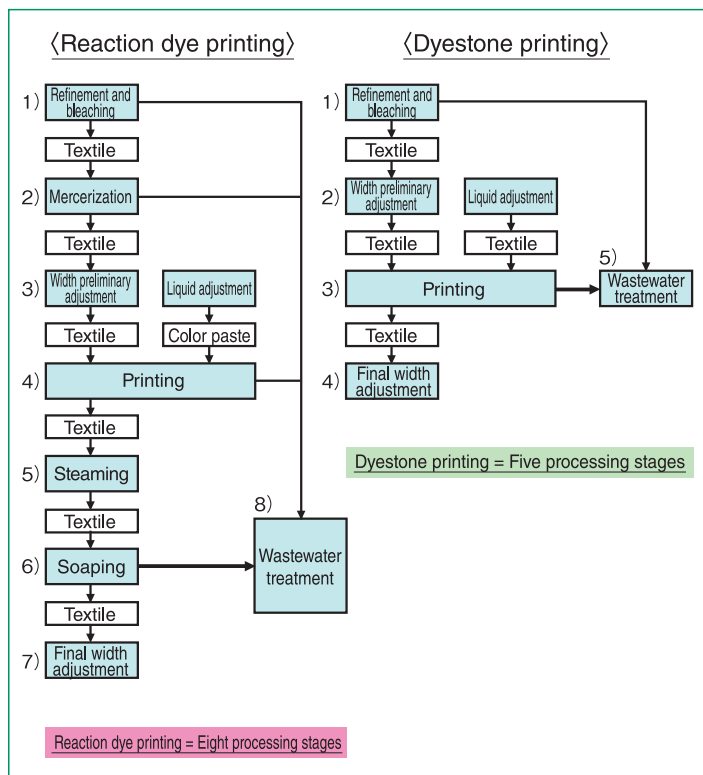 〈Reaction dye printing〉
1)
Refinement and
bleaching
Textile
2)
Mercerization
Textile
3)
Width preliminary
adjustment
Liquid adjustment
Textile
Color paste
4)
Printing
Textile
5)
Steaming
Textile
6)
Soaping
8)
Wastewater
treatment
Textile
7)
Final width
adjustment
Reaction dye printing = Eight processing stages
〈Dyestone printing〉
1)
Refinement and
bleaching
Textile
2)
Width preliminary
adjustment
Liquid adjustment
Textile
Textile
3)
Printing
5)
Wastewater
treatment
Textile
4)
Final width
adjustment
Dyestone printing = Five processing stages